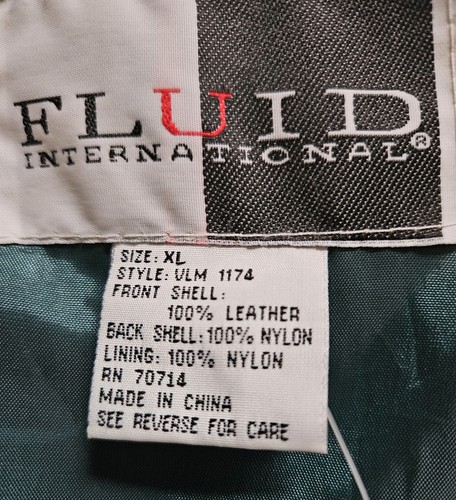 FLUID
INTERNATIONAL®
SIZE: XL
STYLE: VLM 1174
FRONT SHELL:
100% LEATHER
BACK SHELL: 100% NYLON
LINING: 100% NYLON
RN 70714
MADE IN CHINA
SEE REVERSE FOR CARE